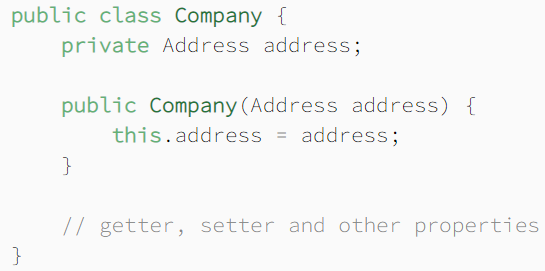 public class Company {
    private Address address;

    public Company(Address address) {
        this.address = address;
    }

    // getter, setter and other properties
}